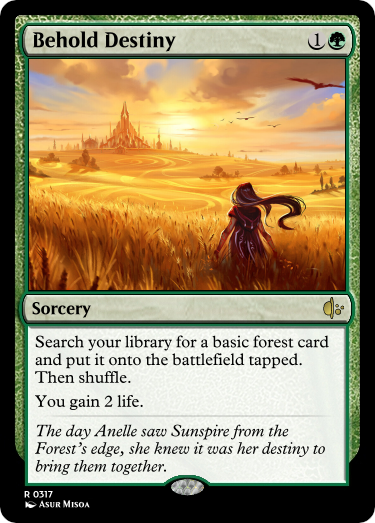 Behold Destiny 1
Sorcery
Search your library for a basic forest card
and put it onto the battlefield tapped.
Then shuffle.
You gain 2 life.
The day Anelle saw Sunspire from the
Forest's edge, she knew it was her destiny to
bring them together.
R 0317
Asur Misoa